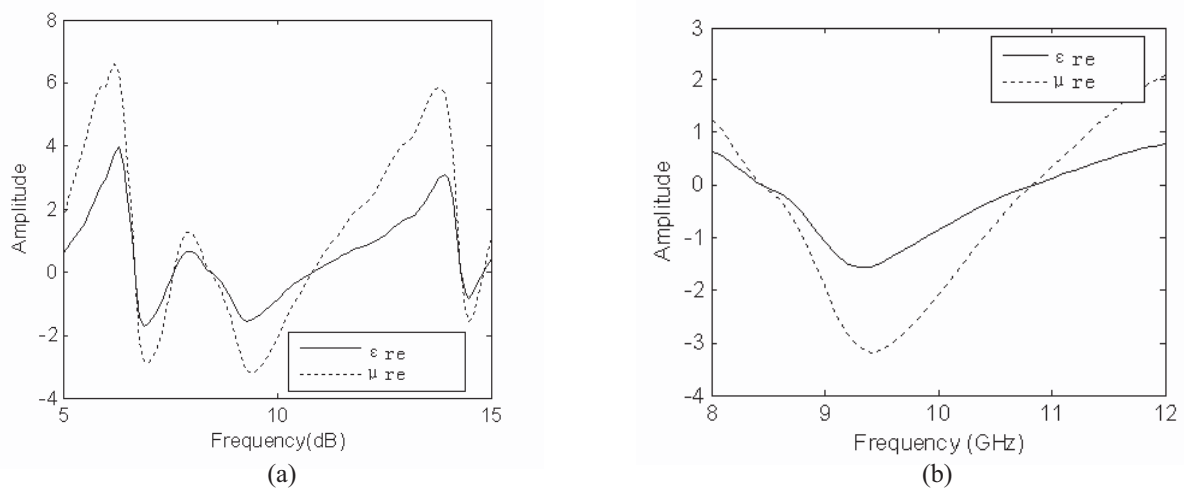 8
6
4
2
0
-2
-4
Amplitude
ε re
μ re
5
10
15
Frequency(dB)
(a)
3
2
1
0
-1
-2
-3
-4
Amplitude
ε re
μ re
8
9
10
11
12
Frequency (GHz)
(b)